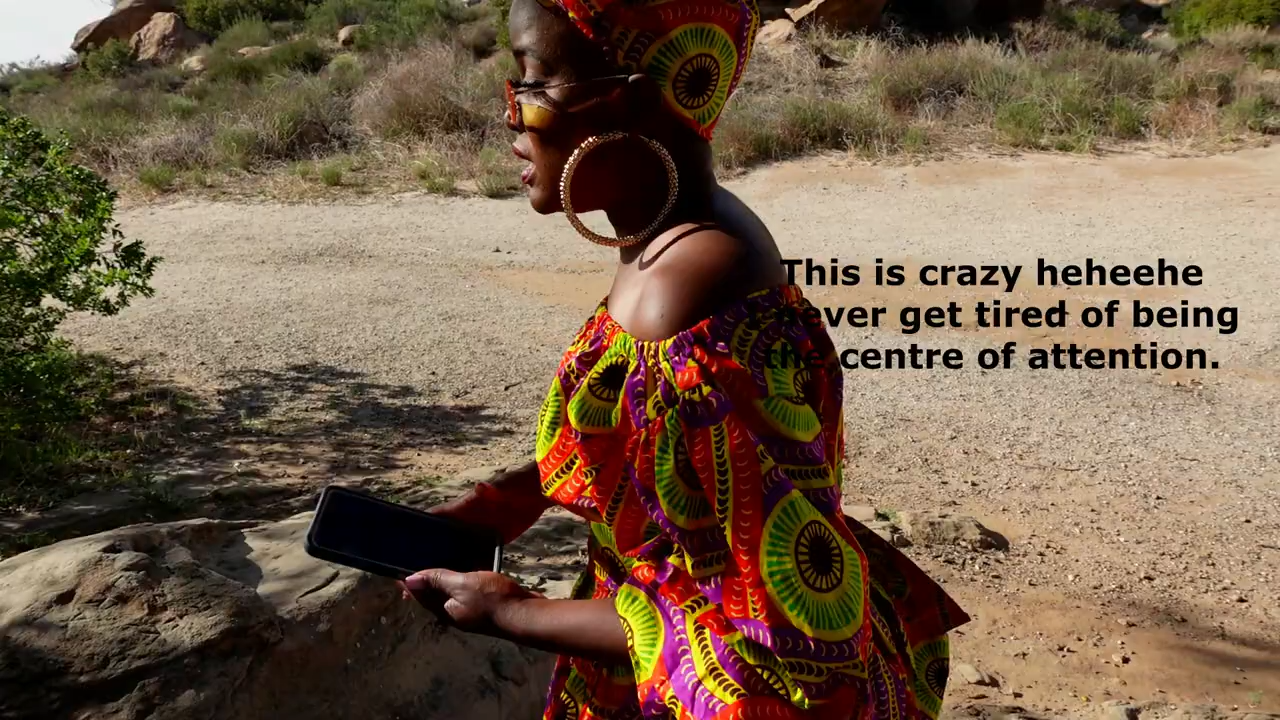 This is crazy heheehe
I never get tired of being
the centre of attention.